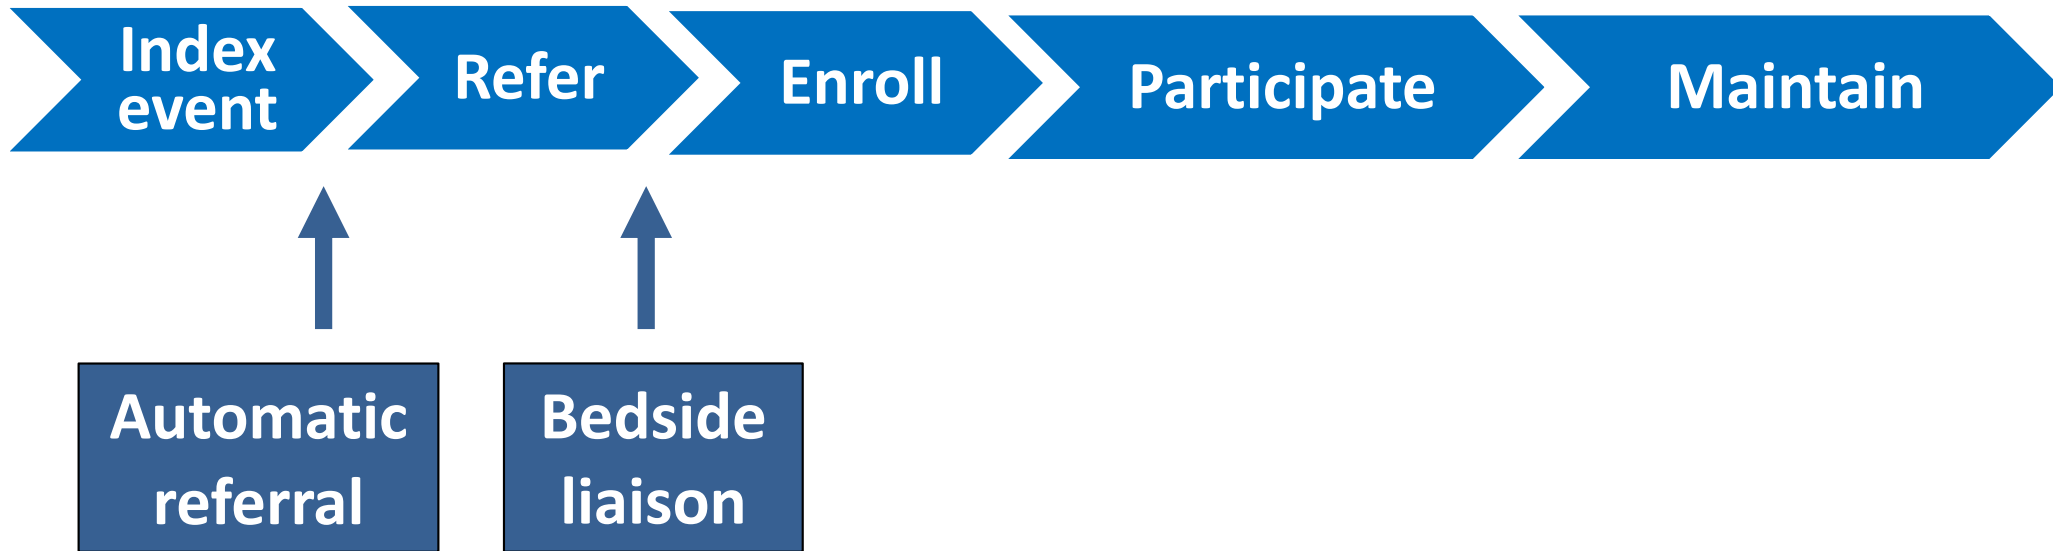 Index
event
Refer
Enroll
Participate
Maintain
Automatic
referral
Bedside
liaison